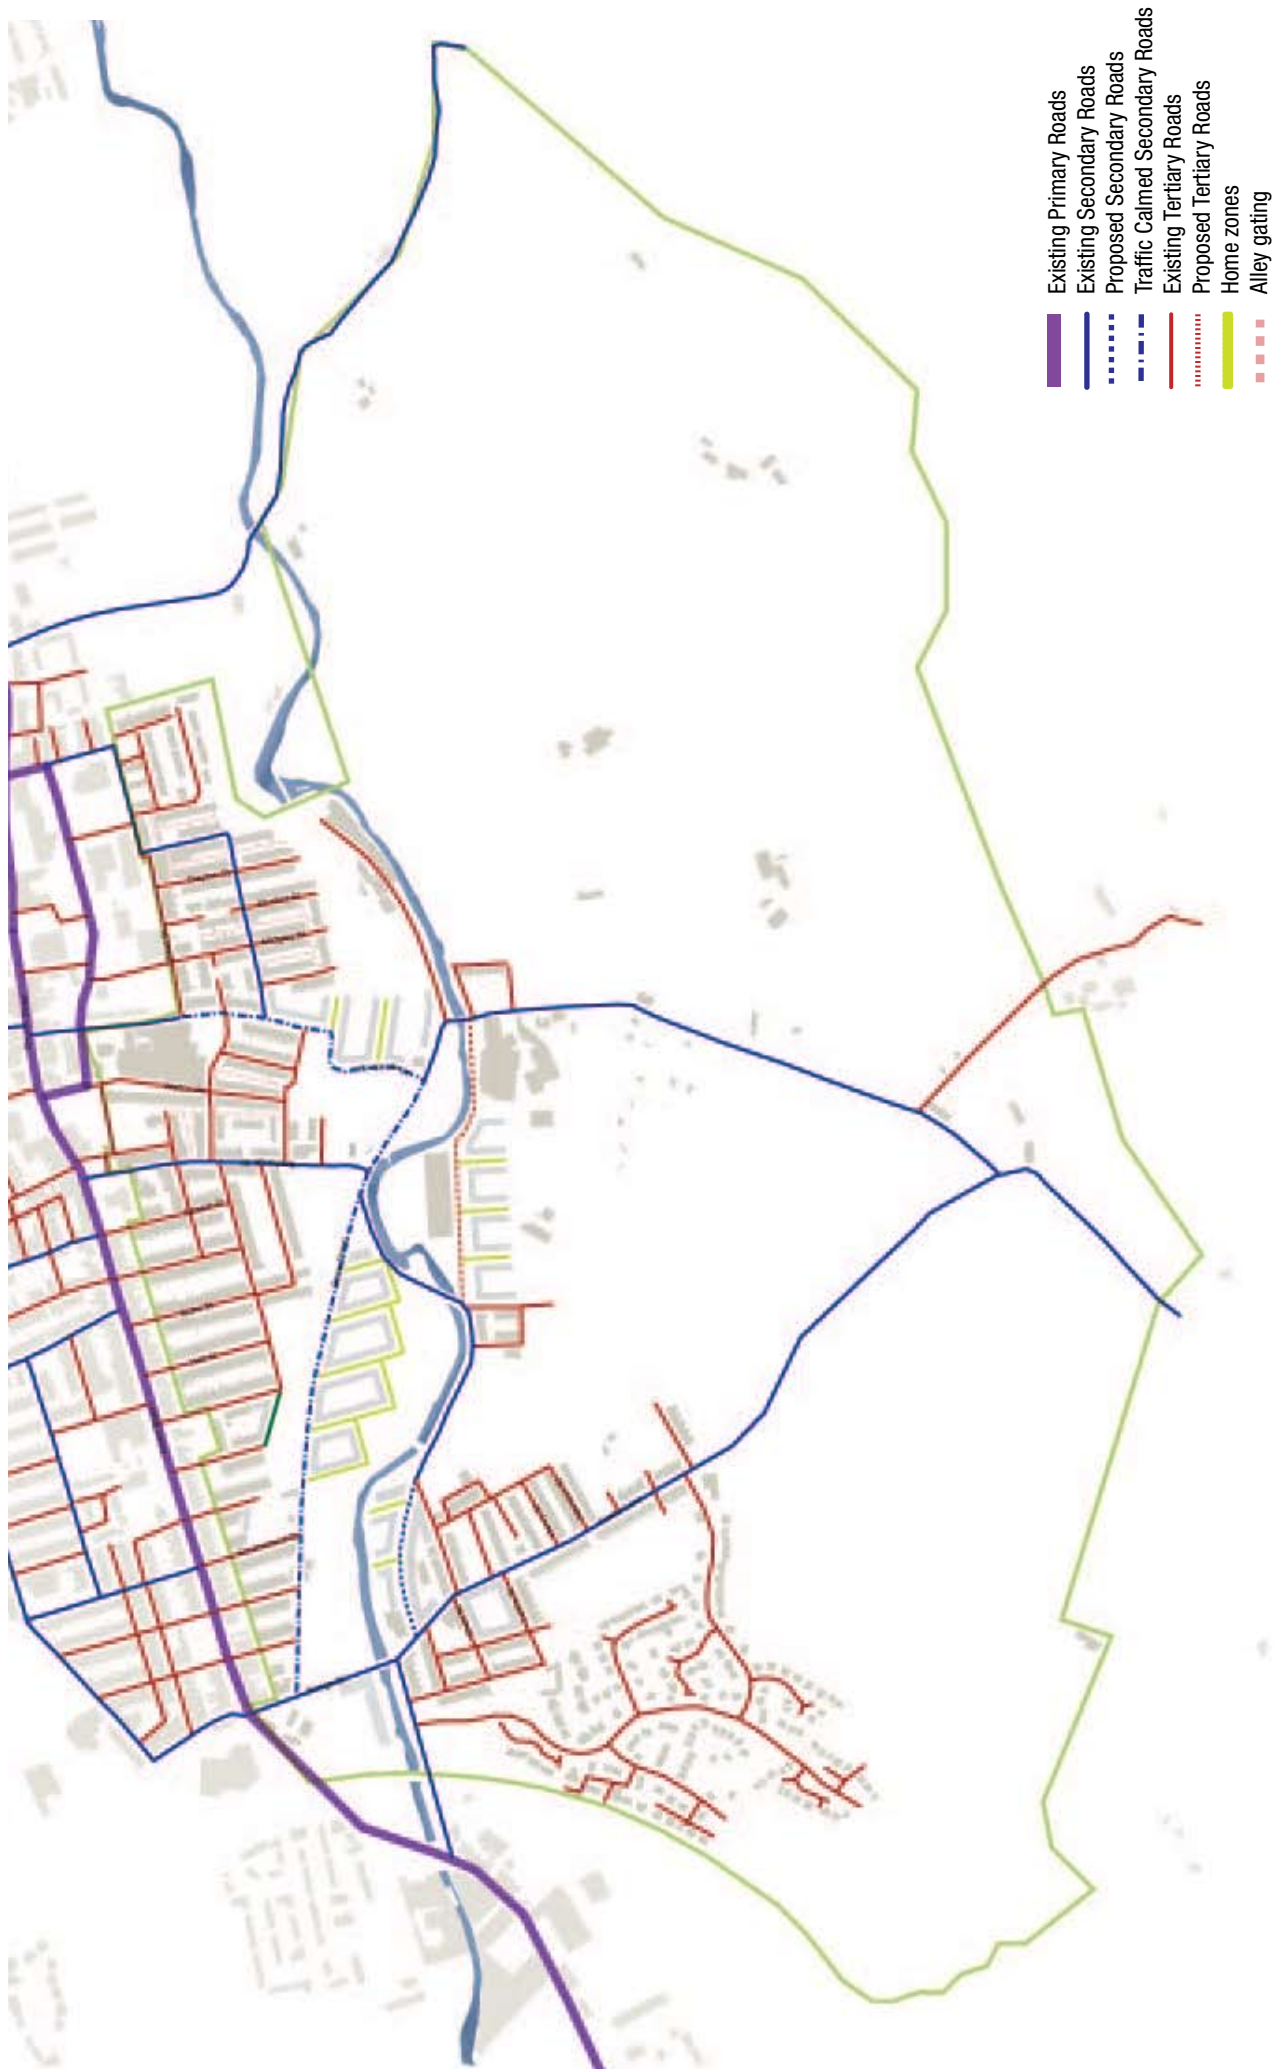 Existing Primary Roads
Existing Secondary Roads
Proposed Secondary Roads
Traffic Calmed Secondary Roads
Existing Tertiary Roads
Proposed Tertiary Roads
Home zones
Alley gating